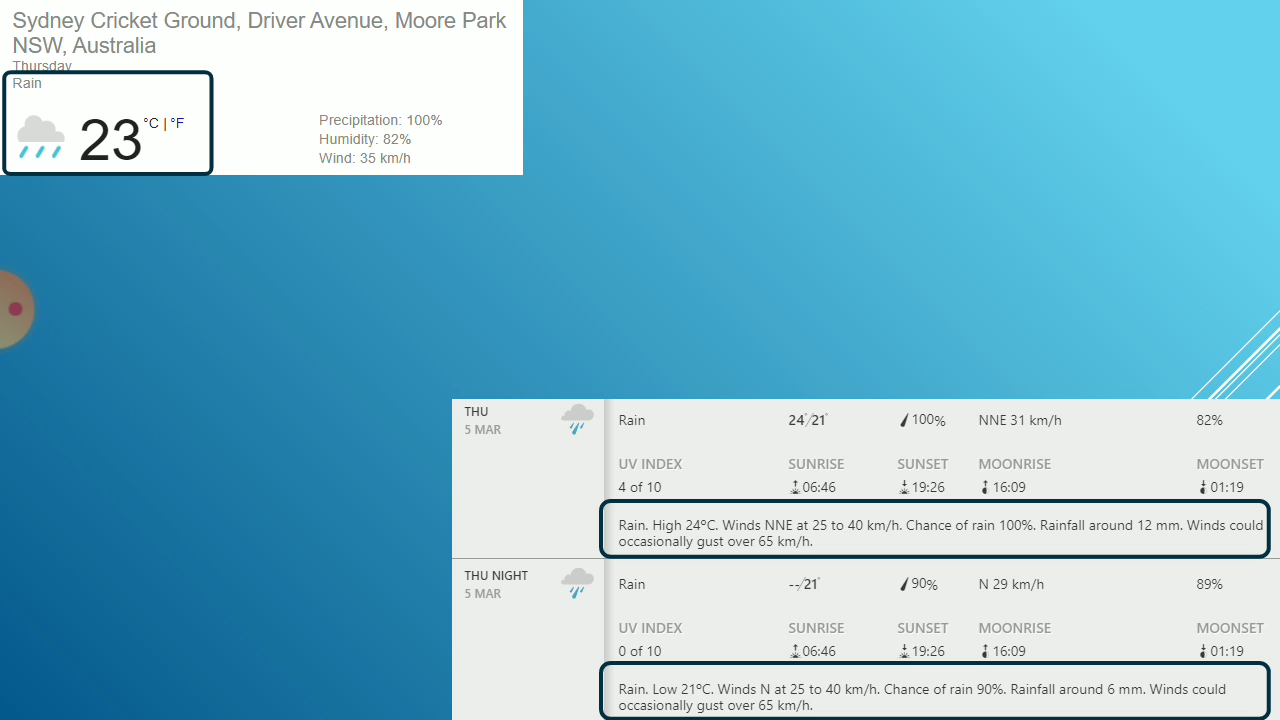 Sydney Cricket Ground, Driver Avenue, Moore Park
NSW, Australia
Thursday
Rain
23 °C | °F
Precipitation: 100%
Humidity: 82%
Wind: 35 km/h
THU
5 MAR
Rain 24°/21° 100% NNE 31 km/h 82%
UV INDEX SUNRISE SUNSET MOONRISE MOONSET
4 of 10 06:46 19:26 16:09 01:19
Rain. High 24ºC. Winds NNE at 25 to 40 km/h. Chance of rain 100%. Rainfall around 12 mm. Winds could
occasionally gust over 65 km/h.
THU NIGHT
5 MAR
Rain --/21° 90% N 29 km/h 89%
UV INDEX SUNRISE SUNSET MOONRISE MOONSET
0 of 10 06:46 19:26 16:09 01:19
Rain. Low 21ºC. Winds N at 25 to 40 km/h. Chance of rain 90%. Rainfall around 6 mm. Winds could
occasionally gust over 65 km/h.